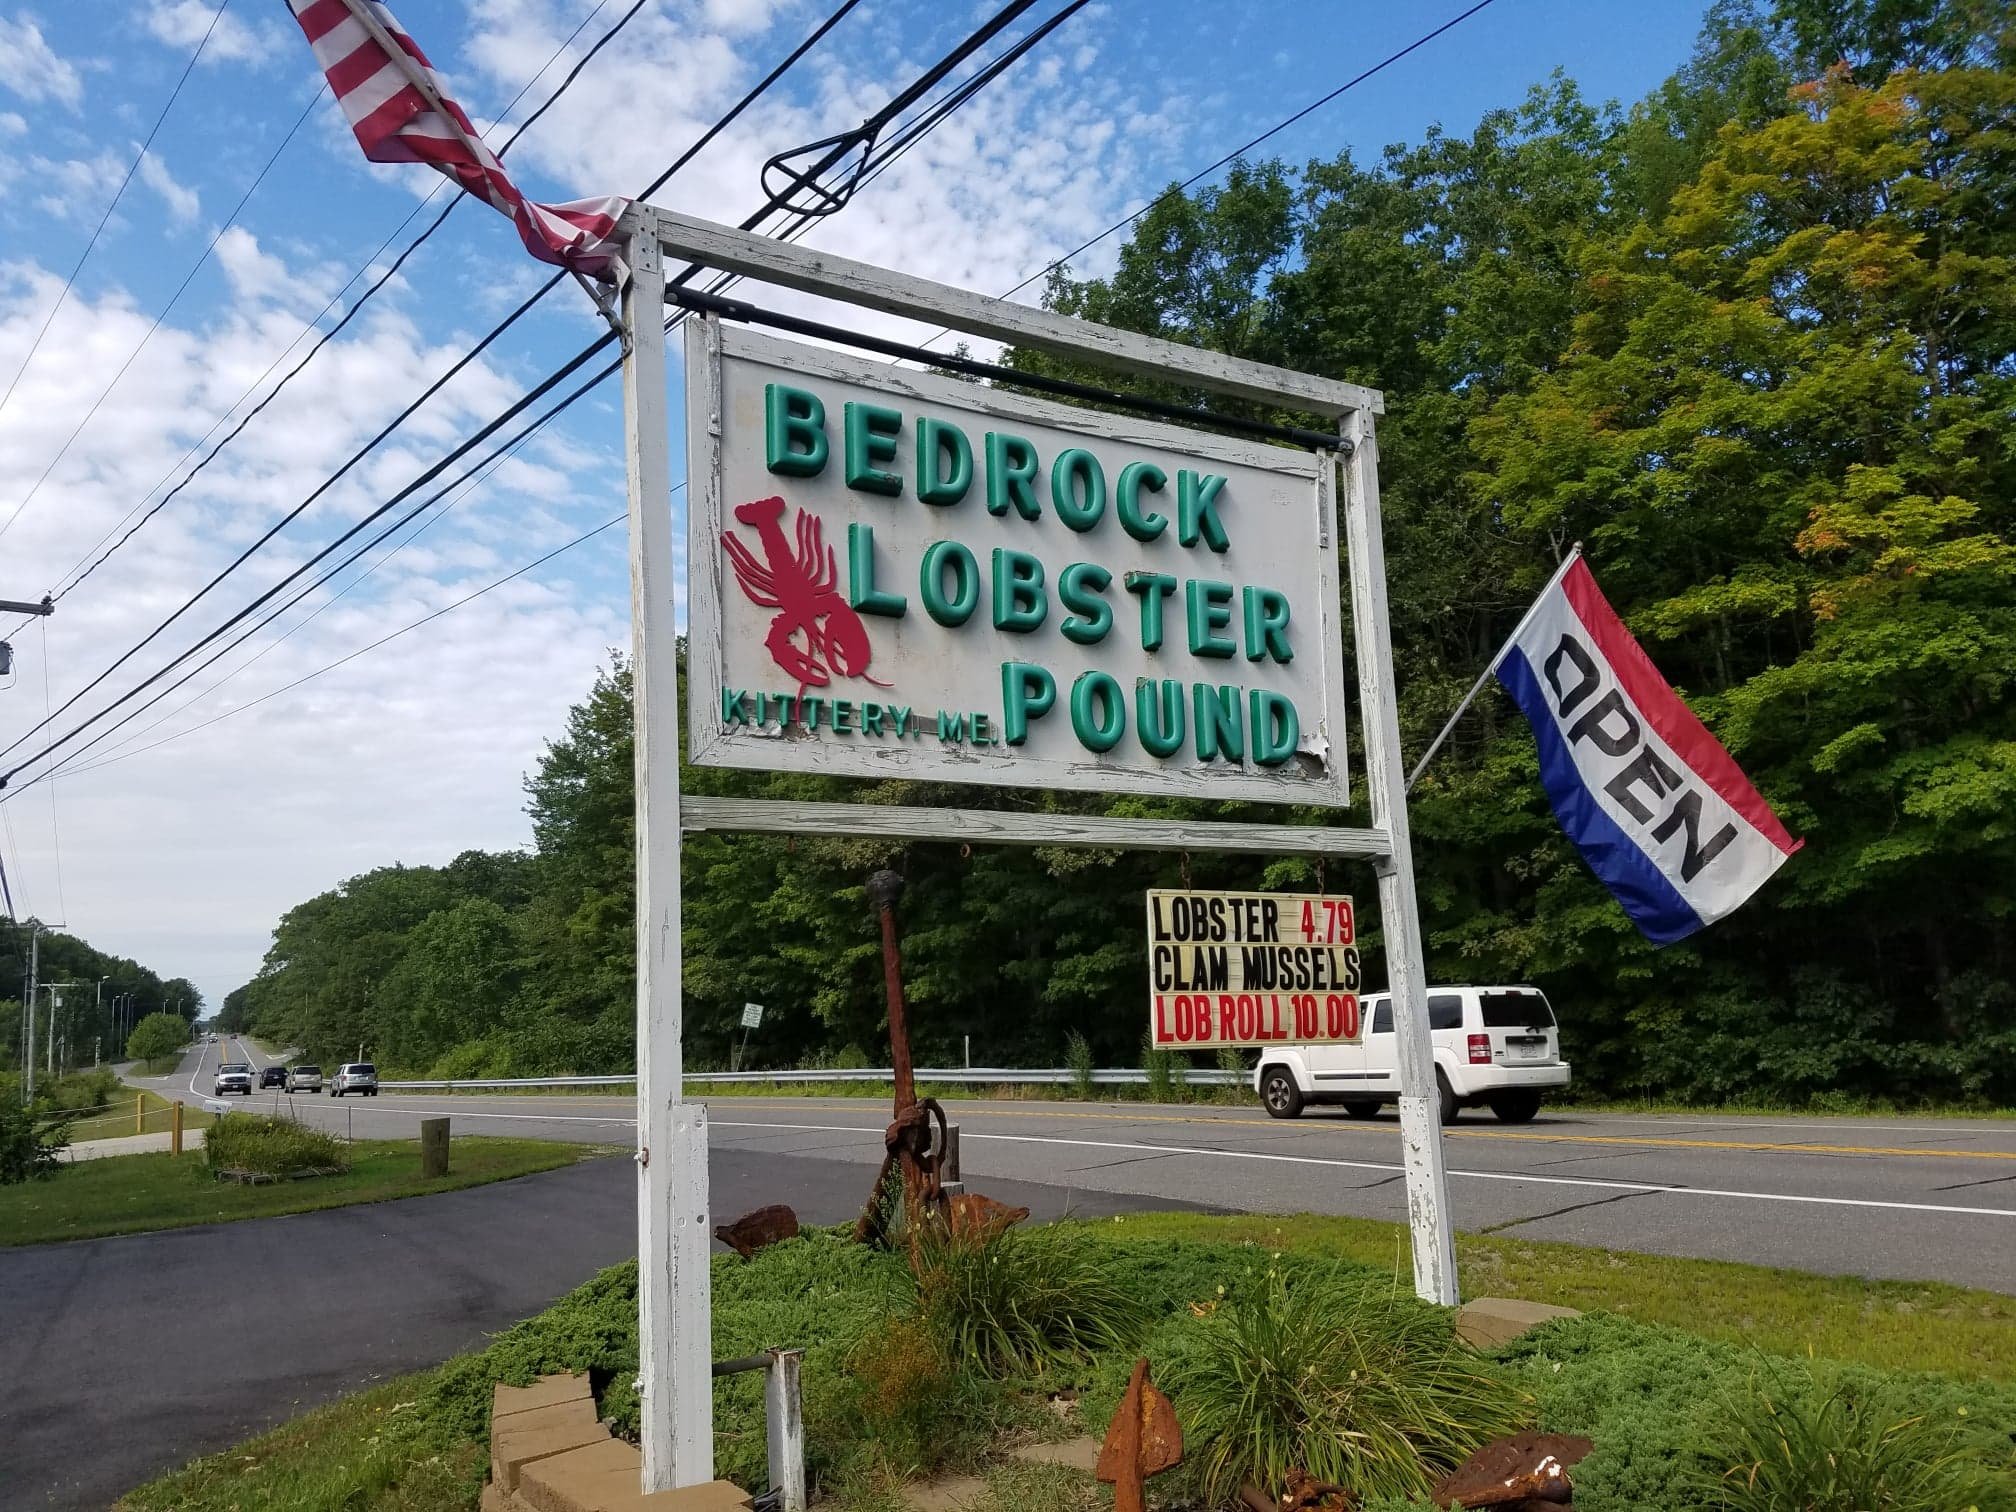 BEDROCK
LOBSTER
POUND
KITTERY, ME.
OPEN
LOBSTER 4.79
CLAM MUSSELS
LOB ROLL 10.00